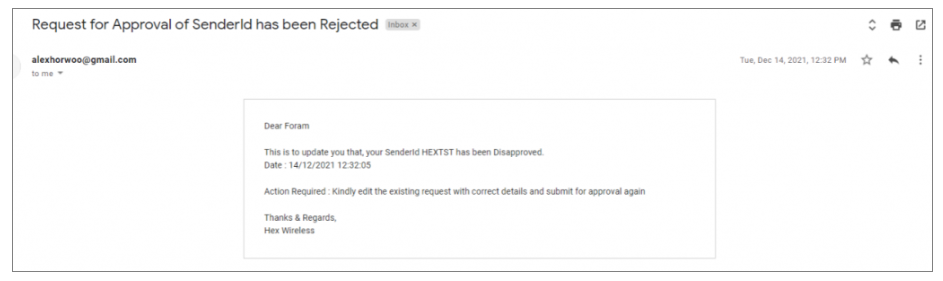 Request for Approval of SenderId has been Rejected Inbox ×
alexhorwoo@gmail.com Tue, Dec 14, 2021, 12:32 PM
to me
Dear Foram
This is to update you that, your SenderId HEXTST has been Disapproved.
Date : 14/12/2021 12:32:05
Action Required : Kindly edit the existing request with correct details and submit for approval again
Thanks & Regards,
Hex Wireless